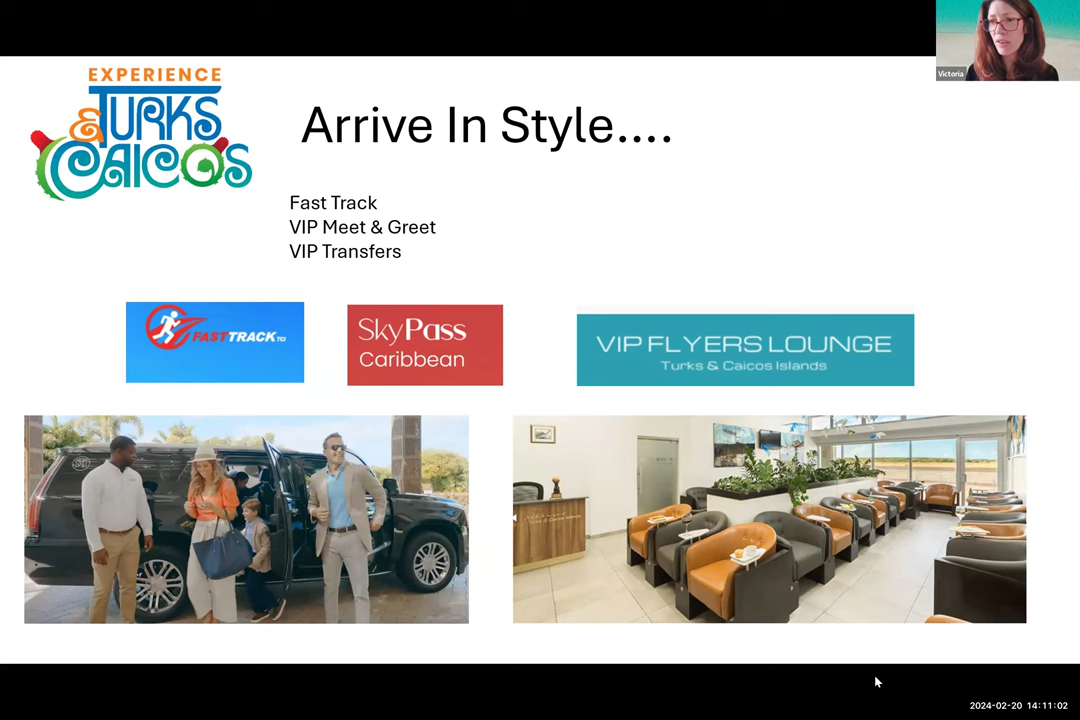 EXPERIENCE
TURKS
& CAICOS
Arrive In Style....
Victoria
Fast Track
VIP Meet & Greet
VIP Transfers
FASTTRACK TCI
SkyPass
Caribbean
VIP FLYERS LOUNGE
Turks & Caicos Islands
2024-02-20 14:11:02